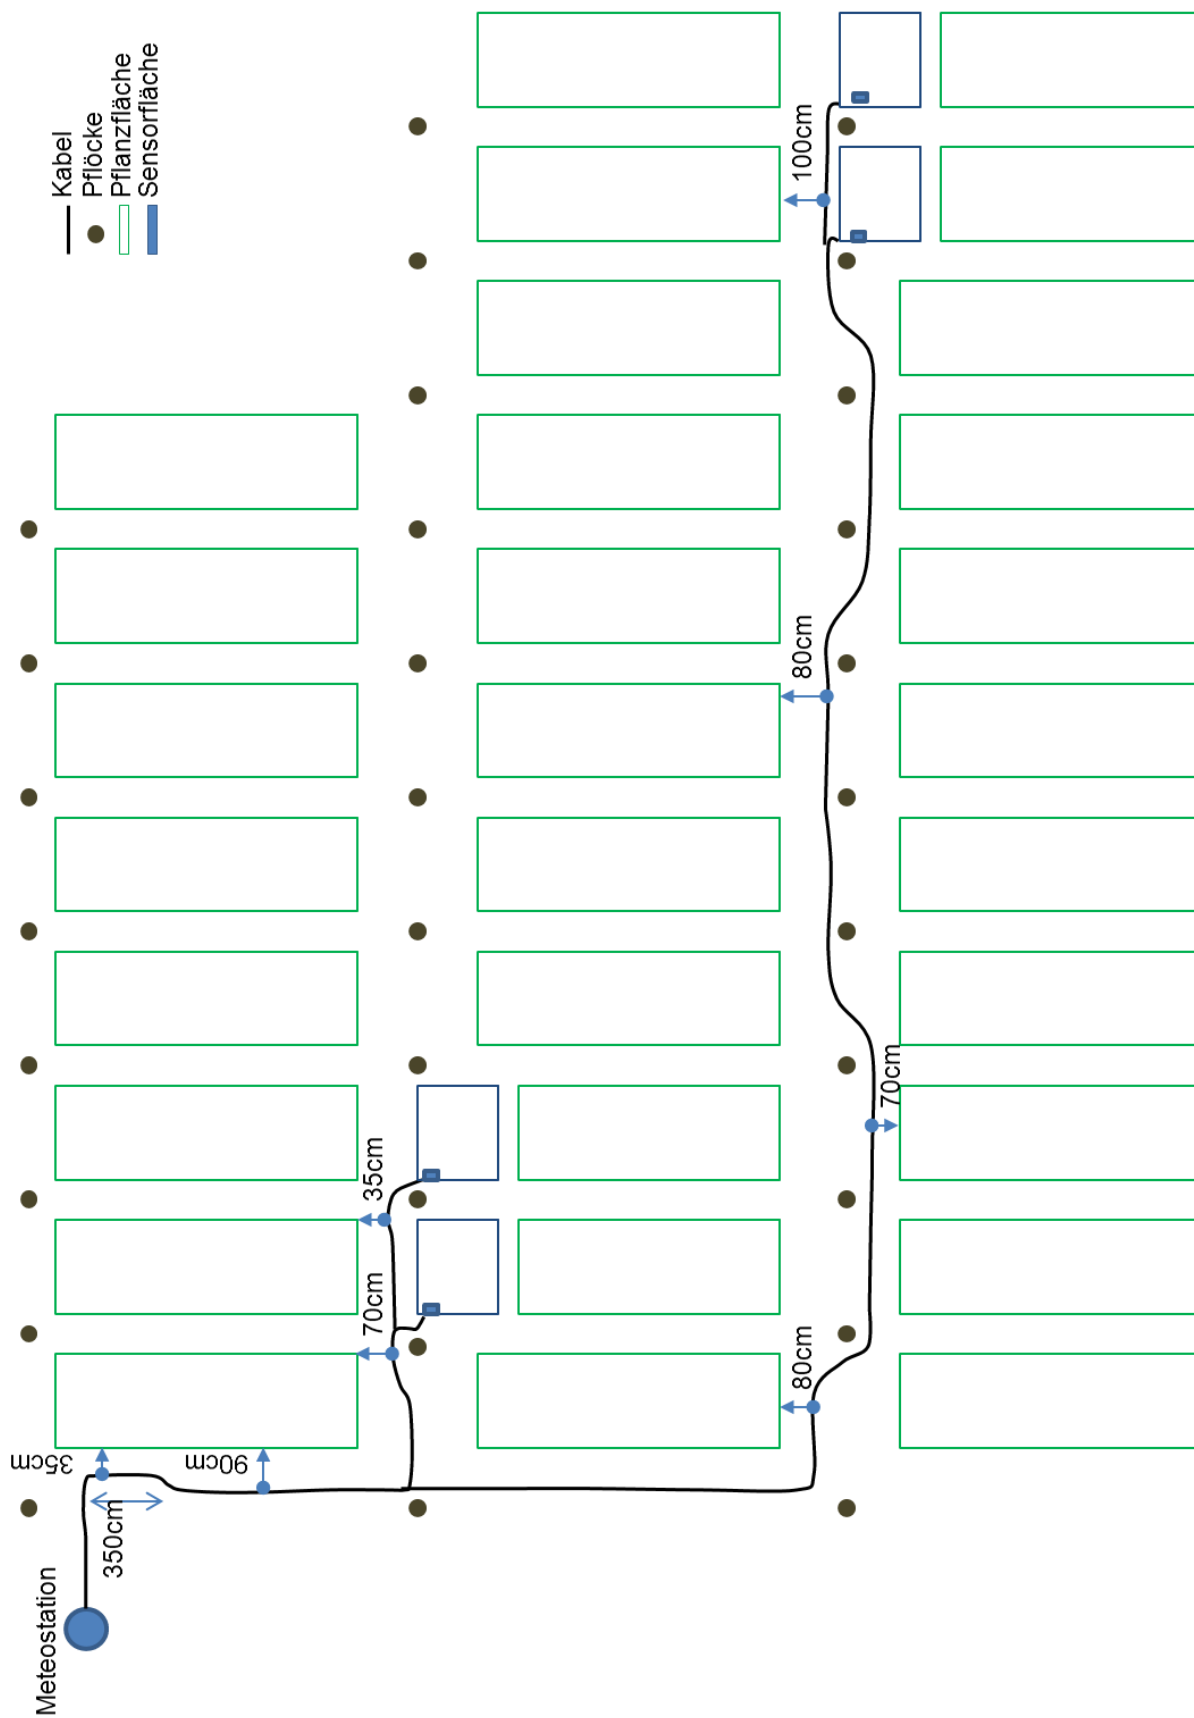 Kabel
Pflöcke
Pflanzfläche
Sensorfläche
100cm
80cm
70cm
35cm
70cm
80cm
35cm
90cm
350cm
Meteostation